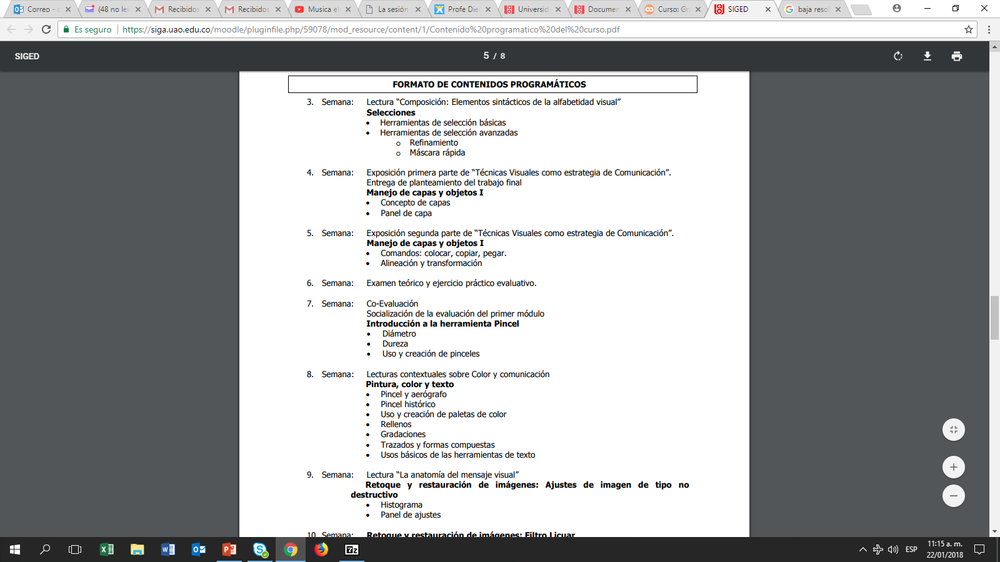 Correo -
(48 no le
Recibidos
Recibidos
Musica el
La sesión
Profe Die
Universid
Documen
Curso: Gr
SIGED
baja reso
Es seguro
https://siga.uao.edu.co/moodle/pluginfile.php/59078/mod_resource/content/1/Contenido%20programatico%20del%20curso.pdf
SIGED
5 / 8
FORMATO DE CONTENIDOS PROGRAMÁTICOS
3. Semana: Lectura “Composición: Elementos sintácticos de la alfabetidad visual”
Selecciones
• Herramientas de selección básicas
• Herramientas de selección avanzadas
o Refinamiento
o Máscara rápida
4. Semana: Exposición primera parte de “Técnicas Visuales como estrategia de Comunicación”.
Entrega de planteamiento del trabajo final
Manejo de capas y objetos I
• Concepto de capas
• Panel de capa
5. Semana: Exposición segunda parte de “Técnicas Visuales como estrategia de Comunicación”.
Manejo de capas y objetos I
• Comandos: colocar, copiar, pegar.
• Alineación y transformación
6. Semana: Examen teórico y ejercicio práctico evaluativo.
7. Semana: Co-Evaluación
Socialización de la evaluación del primer módulo
Introducción a la herramienta Pincel
• Diámetro
• Dureza
• Uso y creación de pinceles
8. Semana: Lecturas contextuales sobre Color y comunicación
Pintura, color y texto
• Pincel y aerógrafo
• Pincel histórico
• Uso y creación de paletas de color
• Rellenos
• Gradaciones
• Trazados y formas compuestas
• Usos básicos de las herramientas de texto
9. Semana: Lectura “La anatomía del mensaje visual”
Retoque y restauración de imágenes: Ajustes de imagen de tipo no
destructivo
• Histograma
• Panel de ajustes
10 Semana: Retoque y restauración de imágenes: Filtro Licuar
ESP
11:15 a. m.
22/01/2018